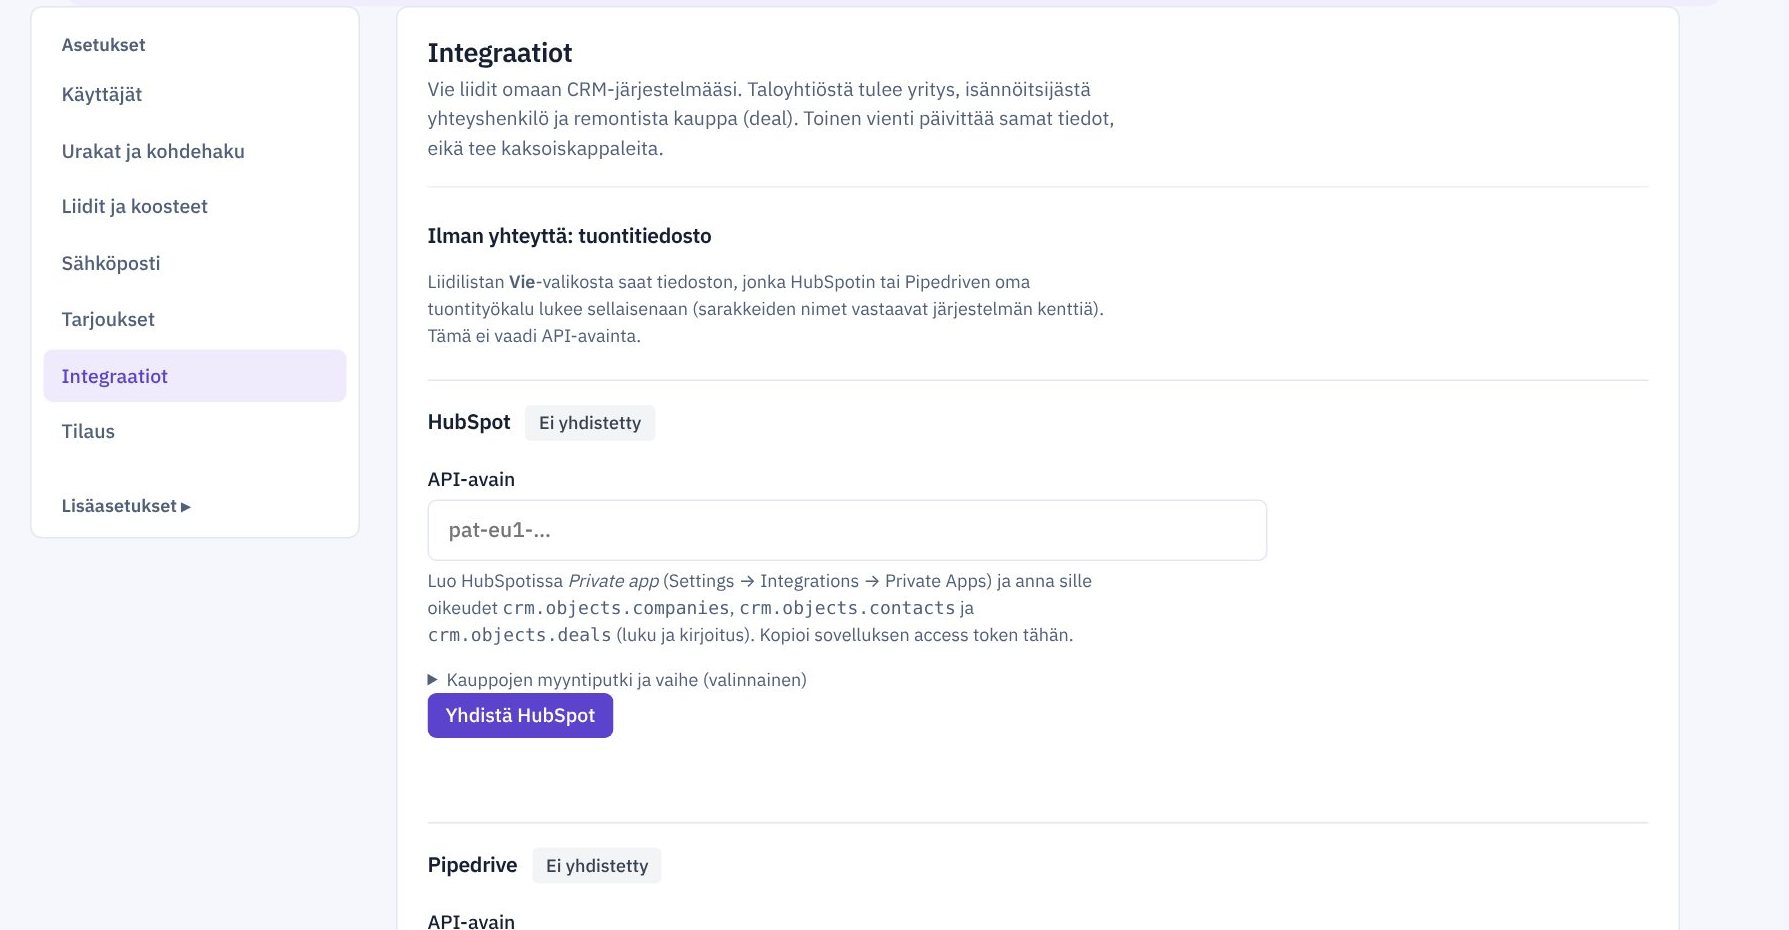 Asetukset
Käyttäjät
Urakat ja kohdehaku
Liidit ja koosteet
Sähköposti
Tarjoukset
Integraatiot
Tilaus
Lisäasetukset ▸
Integraatiot
Vie liidit omaan CRM-järjestelmääsi. Taloyhtiöstä tulee yritys, isännöitsijästä
yhteyshenkilö ja remontista kauppa (deal). Toinen vienti päivittää samat tiedot,
eikä tee kaksoiskappaleita.
Ilman yhteyttä: tuontitiedosto
Liidilistan Vie-valikosta saat tiedoston, jonka HubSpotin tai Pipedriven oma
tuontityökalu lukee sellaisenaan (sarakkeiden nimet vastaavat järjestelmän kenttiä).
Tämä ei vaadi API-avainta.
HubSpot Ei yhdistetty
API-avain
pat-eu1-...
Luo HubSpotissa Private app (Settings → Integrations → Private Apps) ja anna sille
oikeudet crm.objects.companies, crm.objects.contacts ja
crm.objects.deals (luku ja kirjoitus). Kopioi sovelluksen access token tähän.
▶ Kauppojen myyntiputki ja vaihe (valinnainen)
Yhdistä HubSpot
Pipedrive Ei yhdistetty
API-avain